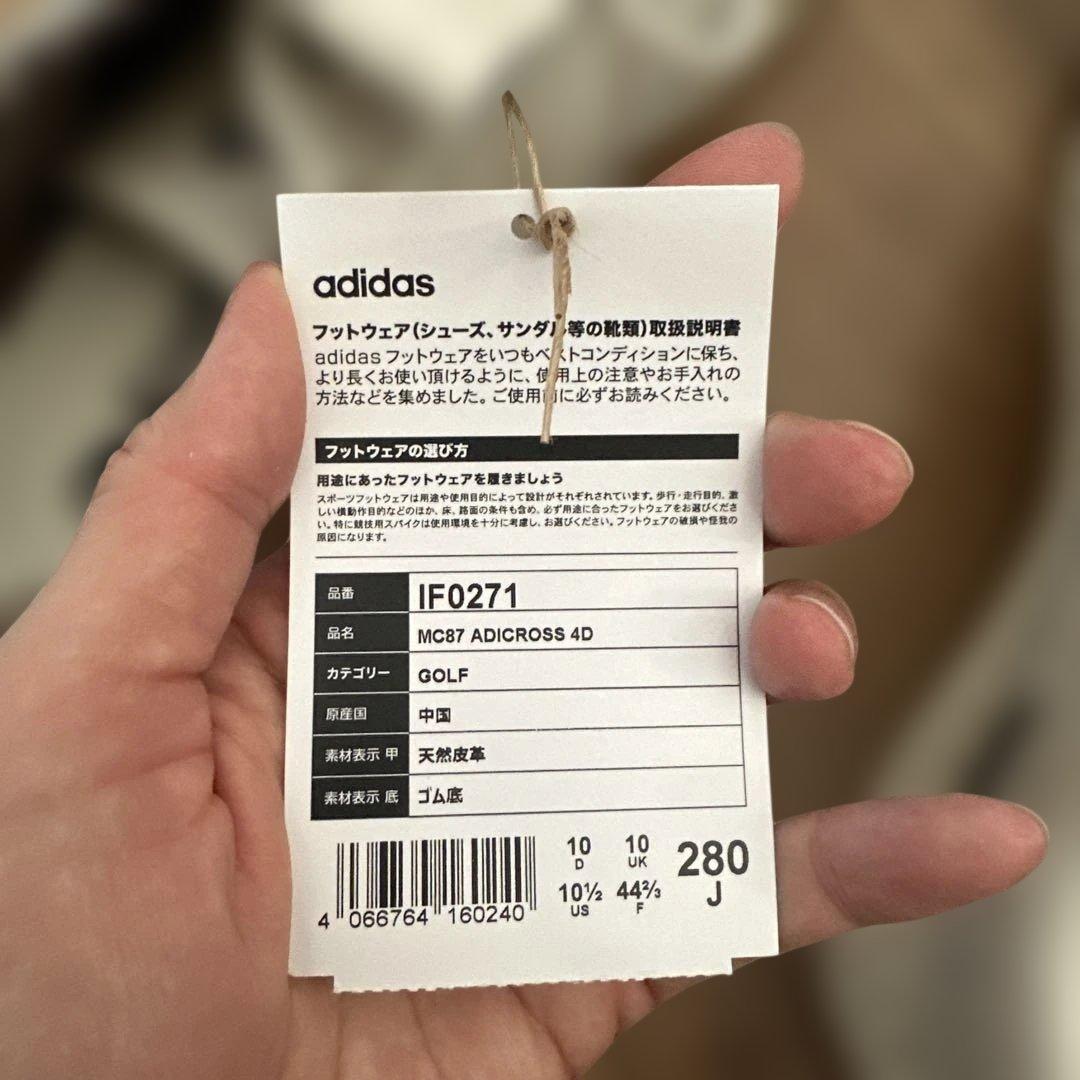 adidas
フットウェア(シューズ、サンダル等の靴類)取扱説明書
adidas フットウェアをいつもベストコンディションに保ち、
より長くお使い頂けるように、使用上の注意やお手入れの
方法などを集めました。ご使用前に必ずお読みください。
フットウェアの選び方
用途にあったフットウェアを履きましょう
スポーツフットウェアは用途や使用目的によって設計がそれぞれされています。歩行・走行目的、激
しい横動作目的などのほか、床、路面の条件も含め、必ず用途に合ったフットウェアをお選びくださ
い。特に競技用スパイクは使用環境を十分に考慮し、お選びください。フットウェアの破損や怪我の
原因になります。
品番 IF0271
品名 MC87 ADICROSS 4D
カテゴリー GOLF
原産国 中国
素材表示 甲 天然皮革
素材表示 底 ゴム底
10 10 280
D UK J
10½ 44⅔
US F
4 066764 160240